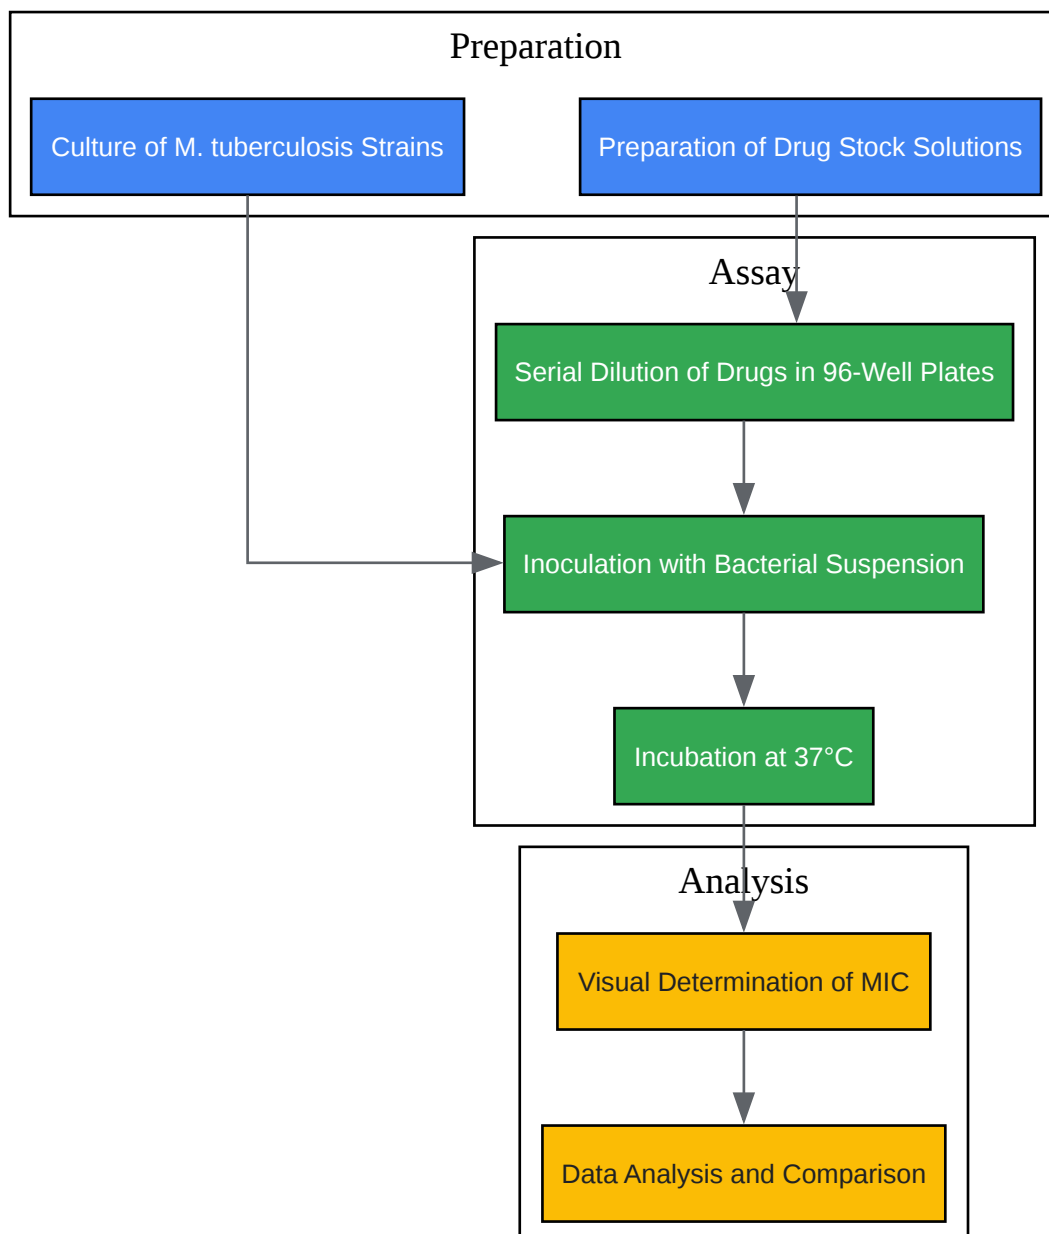 Preparation
Culture of M. tuberculosis Strains
Preparation of Drug Stock Solutions
Assay
Serial Dilution of Drugs in 96-Well Plates
Inoculation with Bacterial Suspension
Incubation at 37°C
Analysis
Visual Determination of MIC
Data Analysis and Comparison